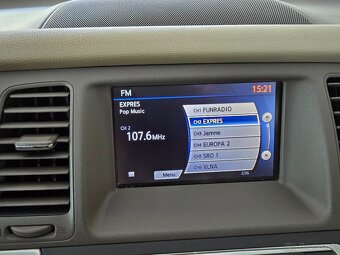 FM
15:21
EXPRES
Pop Music
CH 2
107.6MHz
CH1 FUNRADIO
CH2 EXPRES
CH3 Jemne
CH4 EUROPA 2
CH5 SRO 1
CH6 VLNA
Menu